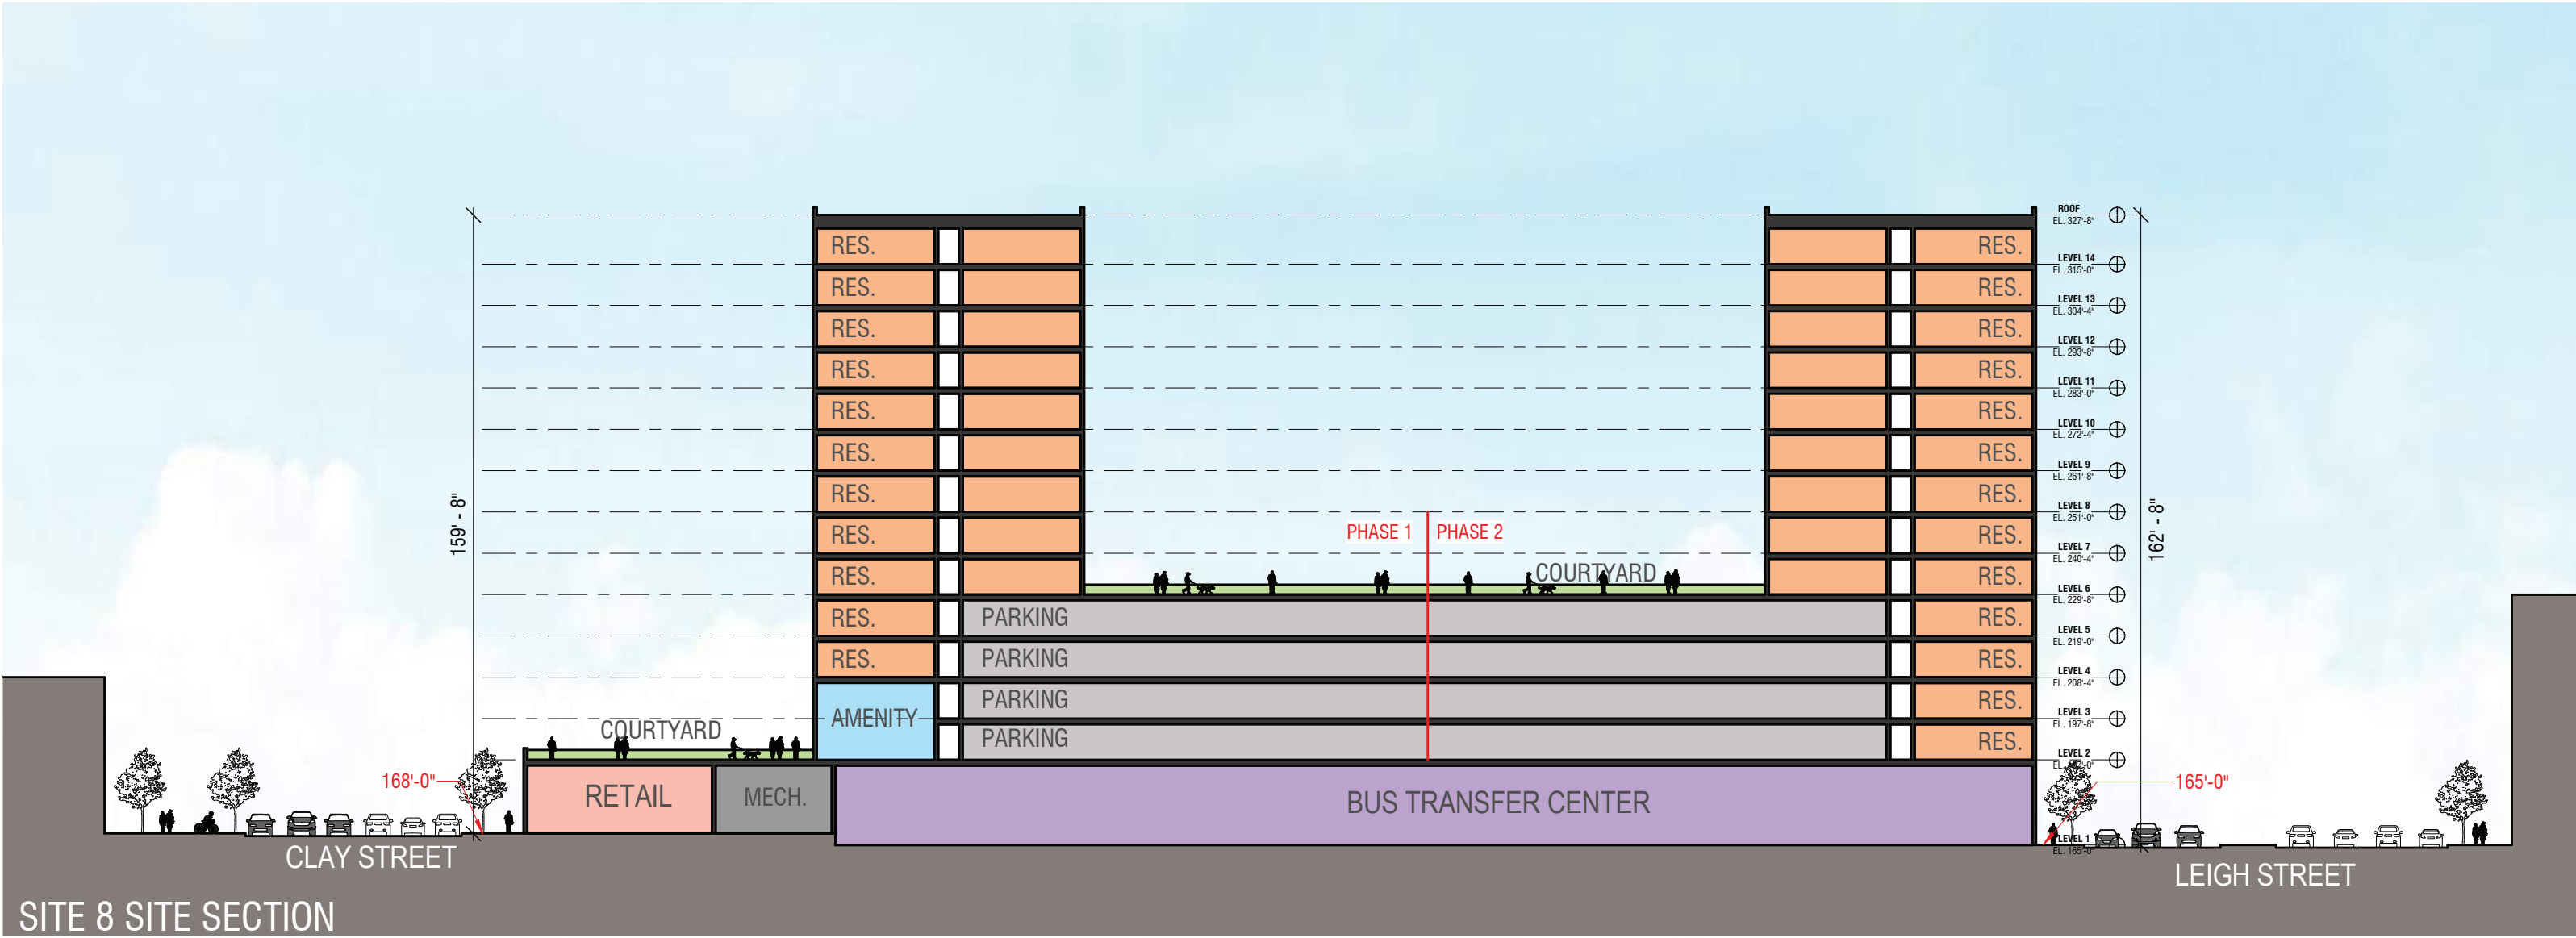 ROOF
EL. 327'-8"
RES.
RES.
LEVEL 14
EL. 315'-0"
RES.
RES.
LEVEL 13
EL. 304'-4"
RES.
RES.
LEVEL 12
EL. 293'-8"
RES.
RES.
LEVEL 11
EL. 283'-0"
RES.
RES.
LEVEL 10
EL. 272'-4"
RES.
RES.
LEVEL 9
EL. 261'-8"
RES.
RES.
LEVEL 8
EL. 251'-0"
159' - 8"
162' - 8"
PHASE 1
PHASE 2
RES.
RES.
LEVEL 7
EL. 240'-4"
RES.
COURTYARD
RES.
LEVEL 6
EL. 229'-8"
RES.
PARKING
RES.
LEVEL 5
EL. 219'-0"
RES.
PARKING
RES.
LEVEL 4
EL. 208'-4"
PARKING
RES.
LEVEL 3
EL. 197'-8"
AMENITY
COURTYARD
PARKING
RES.
LEVEL 2
EL.
168'-0"
165'-0"
RETAIL
MECH.
BUS TRANSFER CENTER
LEVEL 1
EL. 165'-0"
CLAY STREET
LEIGH STREET
SITE 8 SITE SECTION